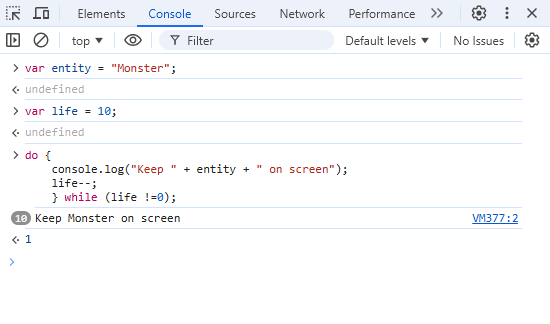 Elements Console Sources Network Performance
top Filter Default levels No Issues
var entity = "Monster";
undefined
var life = 10;
undefined
do {
console.log("Keep " + entity + " on screen");
life--;
} while (life !=0);
10 Keep Monster on screen VM377:2
1